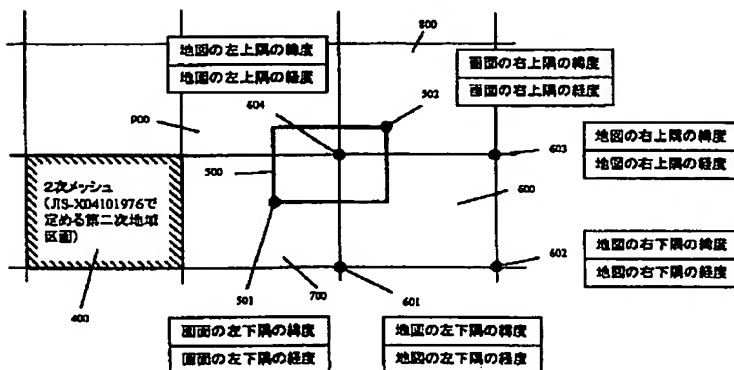 800
地図の左上隅の緯度
地図の左上隅の経度
画面の右上隅の緯度
画面の右上隅の経度
604
502
900
603
地図の右上隅の緯度
地図の右上隅の経度
500
600
2次メッシュ
(JIS-X04101976で
定める第二次地域
区画)
地図の右下隅の緯度
地図の右下隅の経度
602
400
501
700
601
画面の左下隅の緯度
画面の左下隅の経度
地図の左下隅の緯度
地図の左下隅の経度